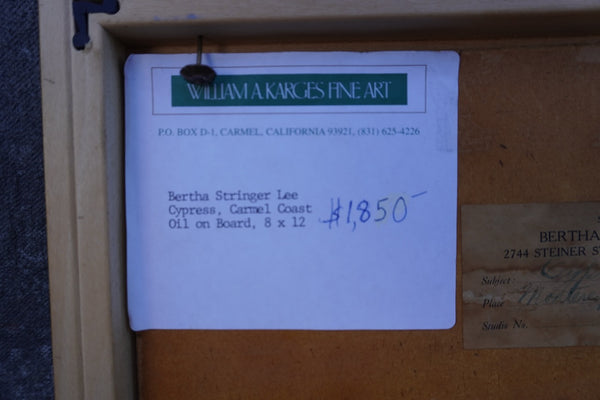 WILLIAM A. KARGES FINE ART
P.O. BOX D-1, CARMEL, CALIFORNIA 93921, (831) 625-4226
Bertha Stringer Lee
Cypress, Carmel Coast
Oil on Board, 8 x 12
$1,850-
BERTHA
2744 STEINER S
Subject:
Place
Studio No.